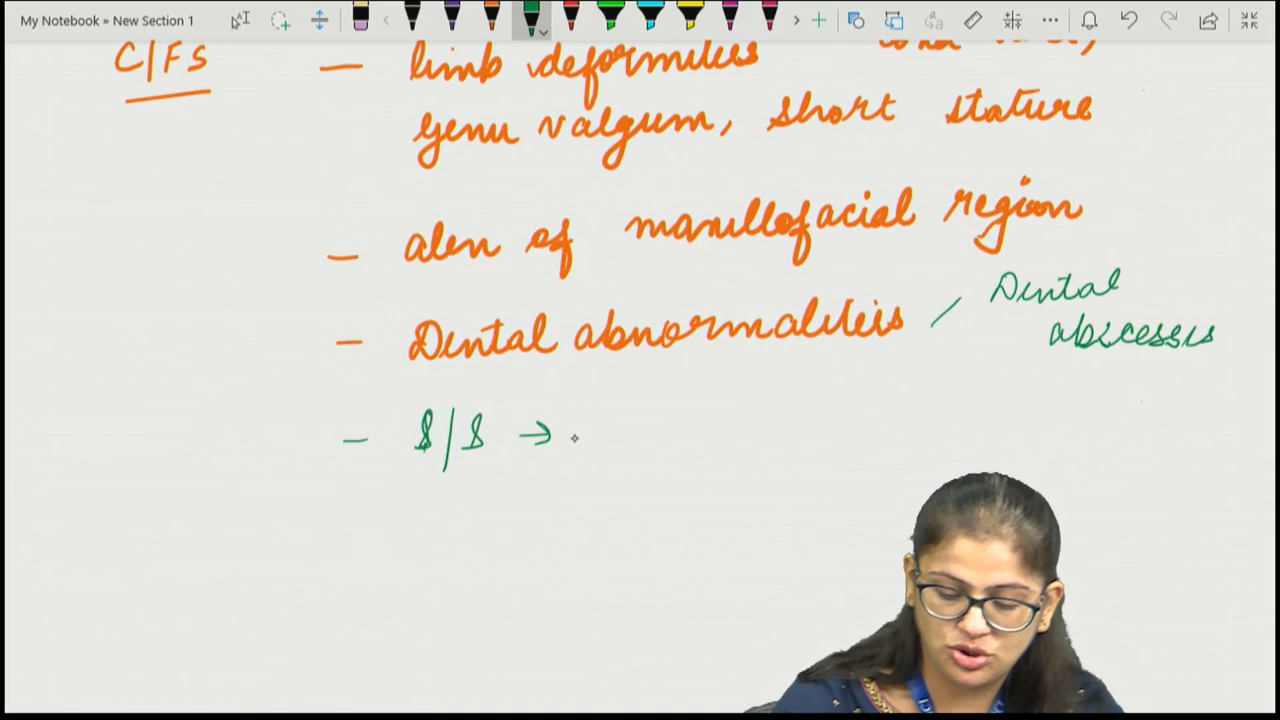 My Notebook » New Section 1
C/Fs — limb deformities
genu valgum, short stature
— of maxillofacial region
— Dental abnormalities / Dental
abscesses
— S/S →